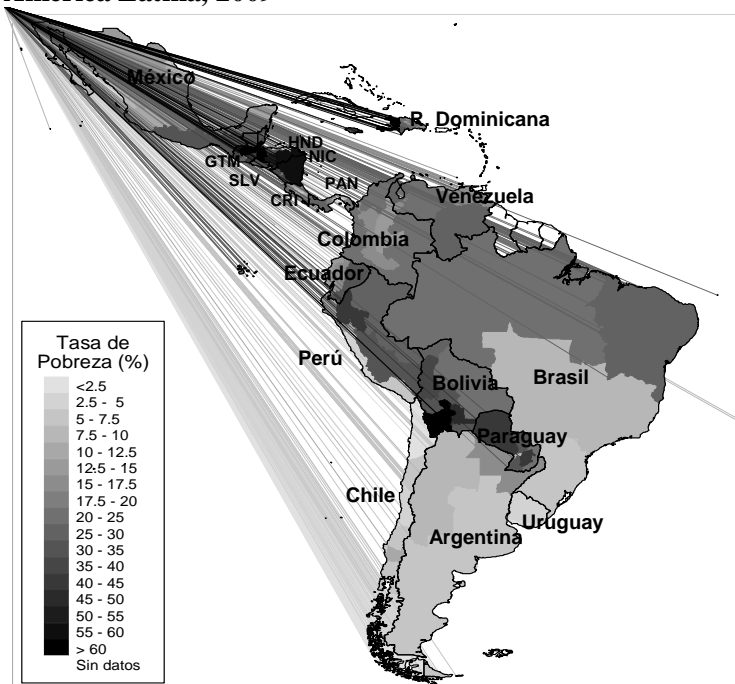 México
R. Dominicana
HND
GTM
NIC
SLV
PAN
CRI
Venezuela
Colombia
Ecuador
Perú
Bolivia
Brasil
Paraguay
Chile
Uruguay
Argentina
Tasa de
Pobreza (%)
<2.5
2.5 - 5
5 - 7.5
7.5 - 10
10 - 12.5
12.5 - 15
15 - 17.5
17.5 - 20
20 - 25
25 - 30
30 - 35
35 - 40
40 - 45
45 - 50
50 - 55
55 - 60
> 60
Sin datos